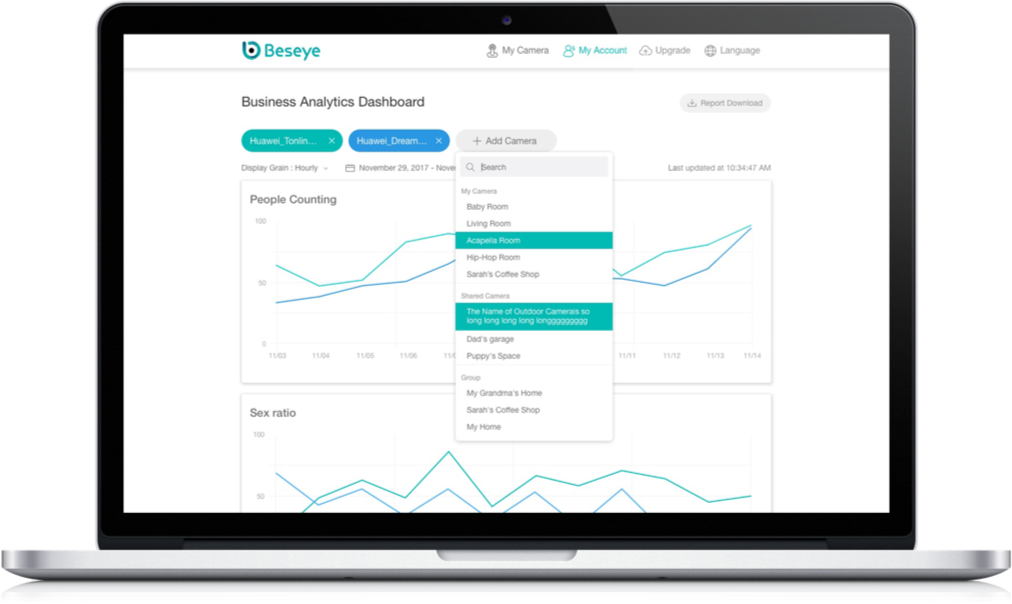 Beseye
My Camera
My Account
Upgrade
Language
Business Analytics Dashboard
Report Download
Huawei_Tonlin... ×
Huawei_Dream... ×
+ Add Camera
Display Grain : Hourly
November 29, 2017 - Nove
Last updated at 10:34:47 AM
Search
My Camera
Baby Room
Living Room
Acapella Room
Hip-Hop Room
Sarah's Coffee Shop
Shared Camera
The Name of Outdoor Camerais so
long long long long longgggggggg
Dad's garage
Puppy's Space
Group
My Grandma's Home
Sarah's Coffee Shop
My Home
People Counting
100
50
0
11/03 11/04 11/05 11/06 11/0 11/11 11/12 11/13 11/14
Sex ratio
100
50